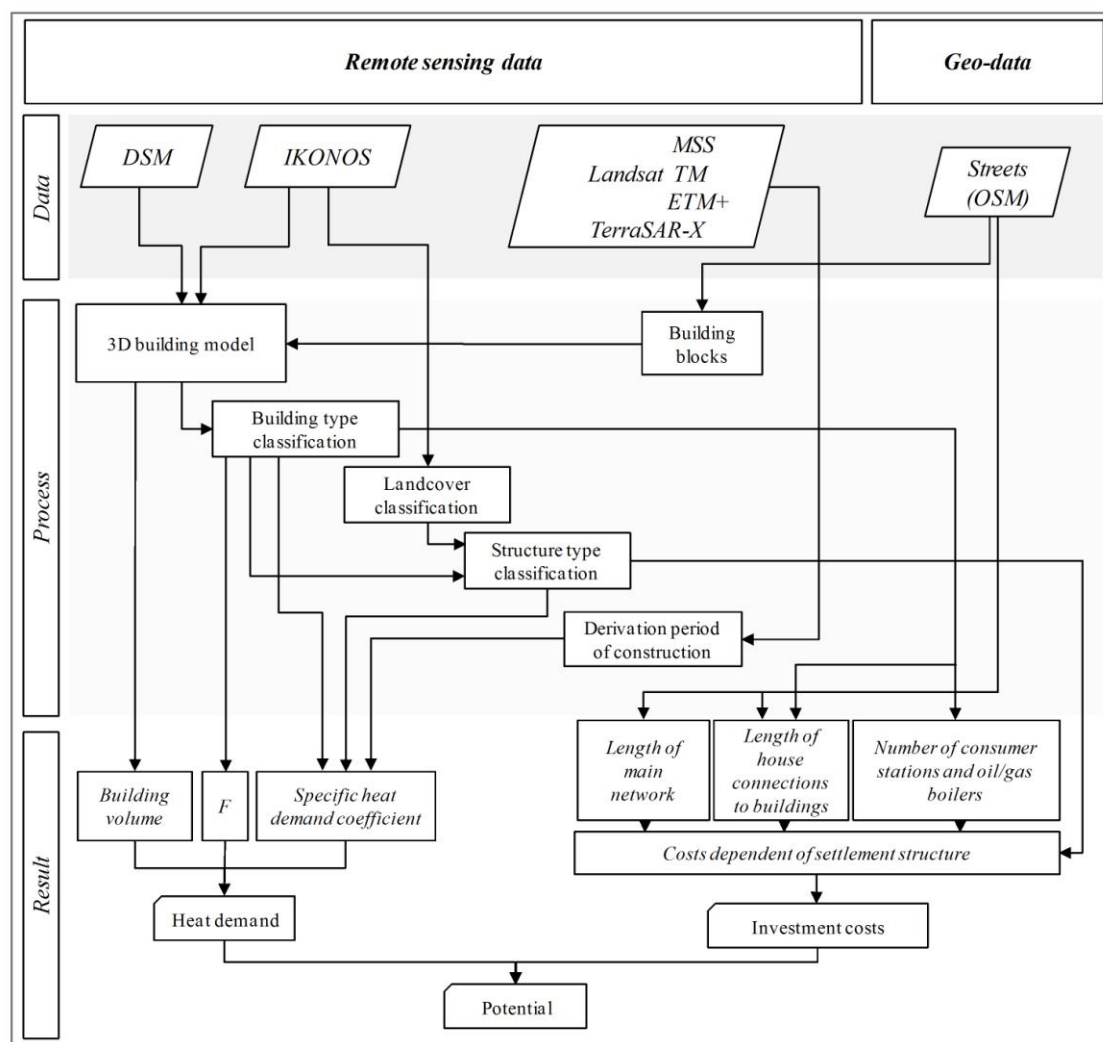 Remote sensing data
Geo-data
Data
DSM
IKONOS
MSS
Landsat TM
ETM+
TerraSAR-X
Streets
(OSM)
Process
3D building model
Building
blocks
Building type
classification
Landcover
classification
Structure type
classification
Derivation period
of construction
Result
Length of
main
network
Length of
house
connections
to buildings
Number of consumer
stations and oil/gas
boilers
Building
volume
F
Specific heat
demand coefficient
Costs dependent of settlement structure
Heat demand
Investment costs
Potential